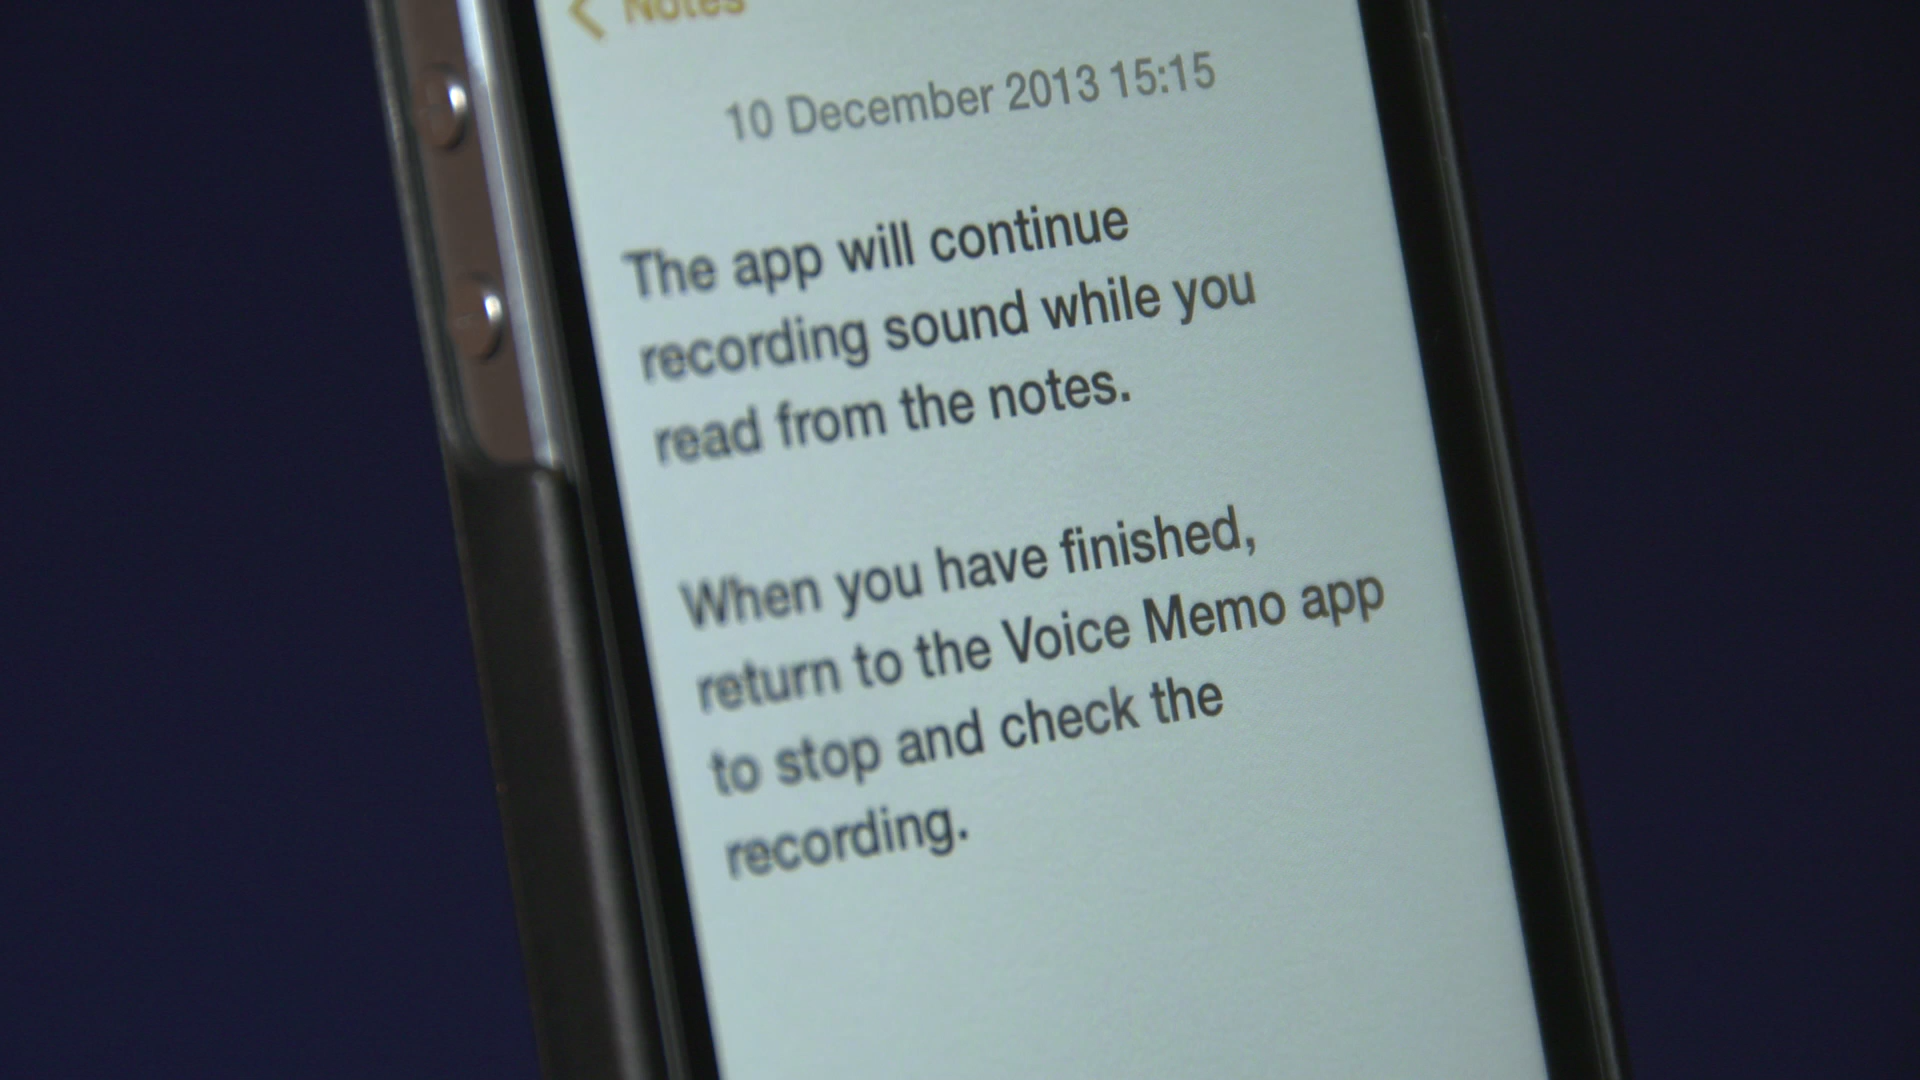 Notes
10 December 2013 15:15
The app will continue
recording sound while you
read from the notes.
When you have finished,
return to the Voice Memo app
to stop and check the
recording.